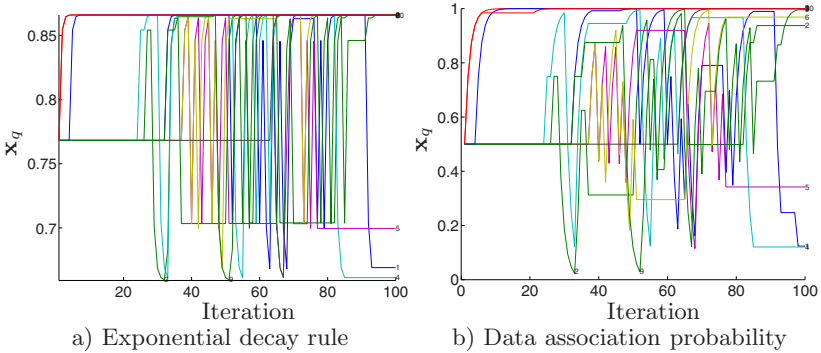 0.85
0.8
0.75
0.7
x_q
20 40 60 80 100
Iteration
5
1
4
2
9
a) Exponential decay rule
1
0.8
0.6
0.4
0.2
0
x_q
0 20 40 60 80 100
Iteration
6
2
5
4
2
9
b) Data association probability